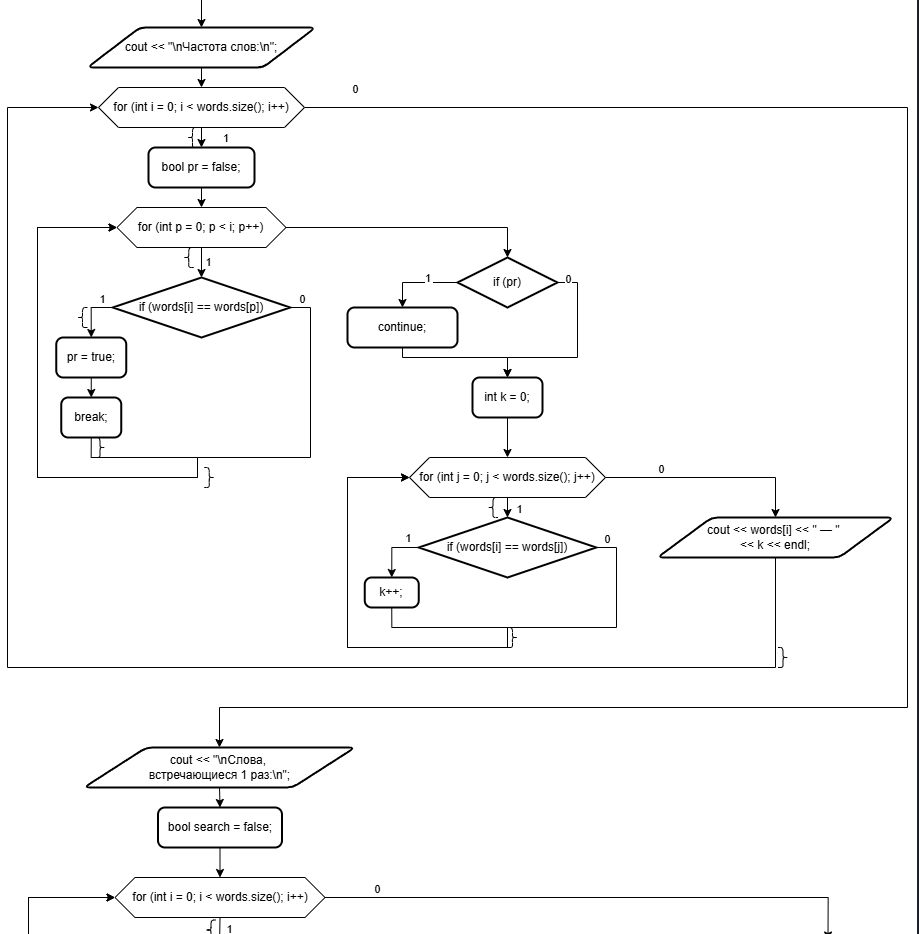 cout << "\nЧастота слов:\n";
0
for (int i = 0; i < words.size(); i++)
{
1
bool pr = false;
for (int p = 0; p < i; p++)
{
1
if (pr)
1
0
1
if (words[i] == words[p])
0
{
continue;
pr = true;
int k = 0;
break;
}
}
for (int j = 0; j < words.size(); j++)
0
{
1
cout << words[i] << " — "
<< k << endl;
1
if (words[i] == words[j])
0
k++;
}
}
cout << "\nСлова,
встречающиеся 1 раз:\n";
bool search = false;
for (int i = 0; i < words.size(); i++)
0
{
1